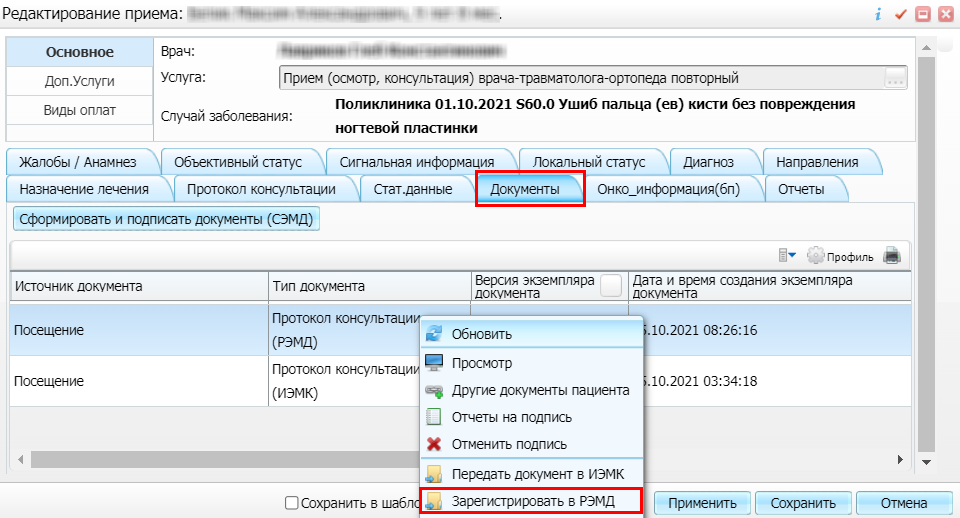 Редактирование приема:
Основное
Доп.Услуги
Виды оплат
Врач:
Услуга:
Прием (осмотр, консультация) врача-травматолога-ортопеда повторный
...
Случай заболевания:
Поликлиника 01.10.2021 S60.0 Ушиб пальца (ев) кисти без повреждения
ногтевой пластинки
Жалобы / Анамнез Объективный статус Сигнальная информация Локальный статус Диагноз Направления
Назначение лечения Протокол консультации Стат.данные Документы Онко_информация(бп) Отчеты
Сформировать и подписать документы (СЭМД)
Профиль
Источник документа Тип документа Версия экземпляра документа Дата и время создания экземпляра документа
Посещение Протокол консультации (РЭМД) 5.10.2021 08:26:16
Посещение Протокол консультации (ИЭМК) 5.10.2021 03:34:18
Обновить
Просмотр
Другие документы пациента
Отчеты на подпись
Отменить подпись
Передать документ в ИЭМК
Зарегистрировать в РЭМД
Сохранить в шабло
Применить Сохранить Отмена